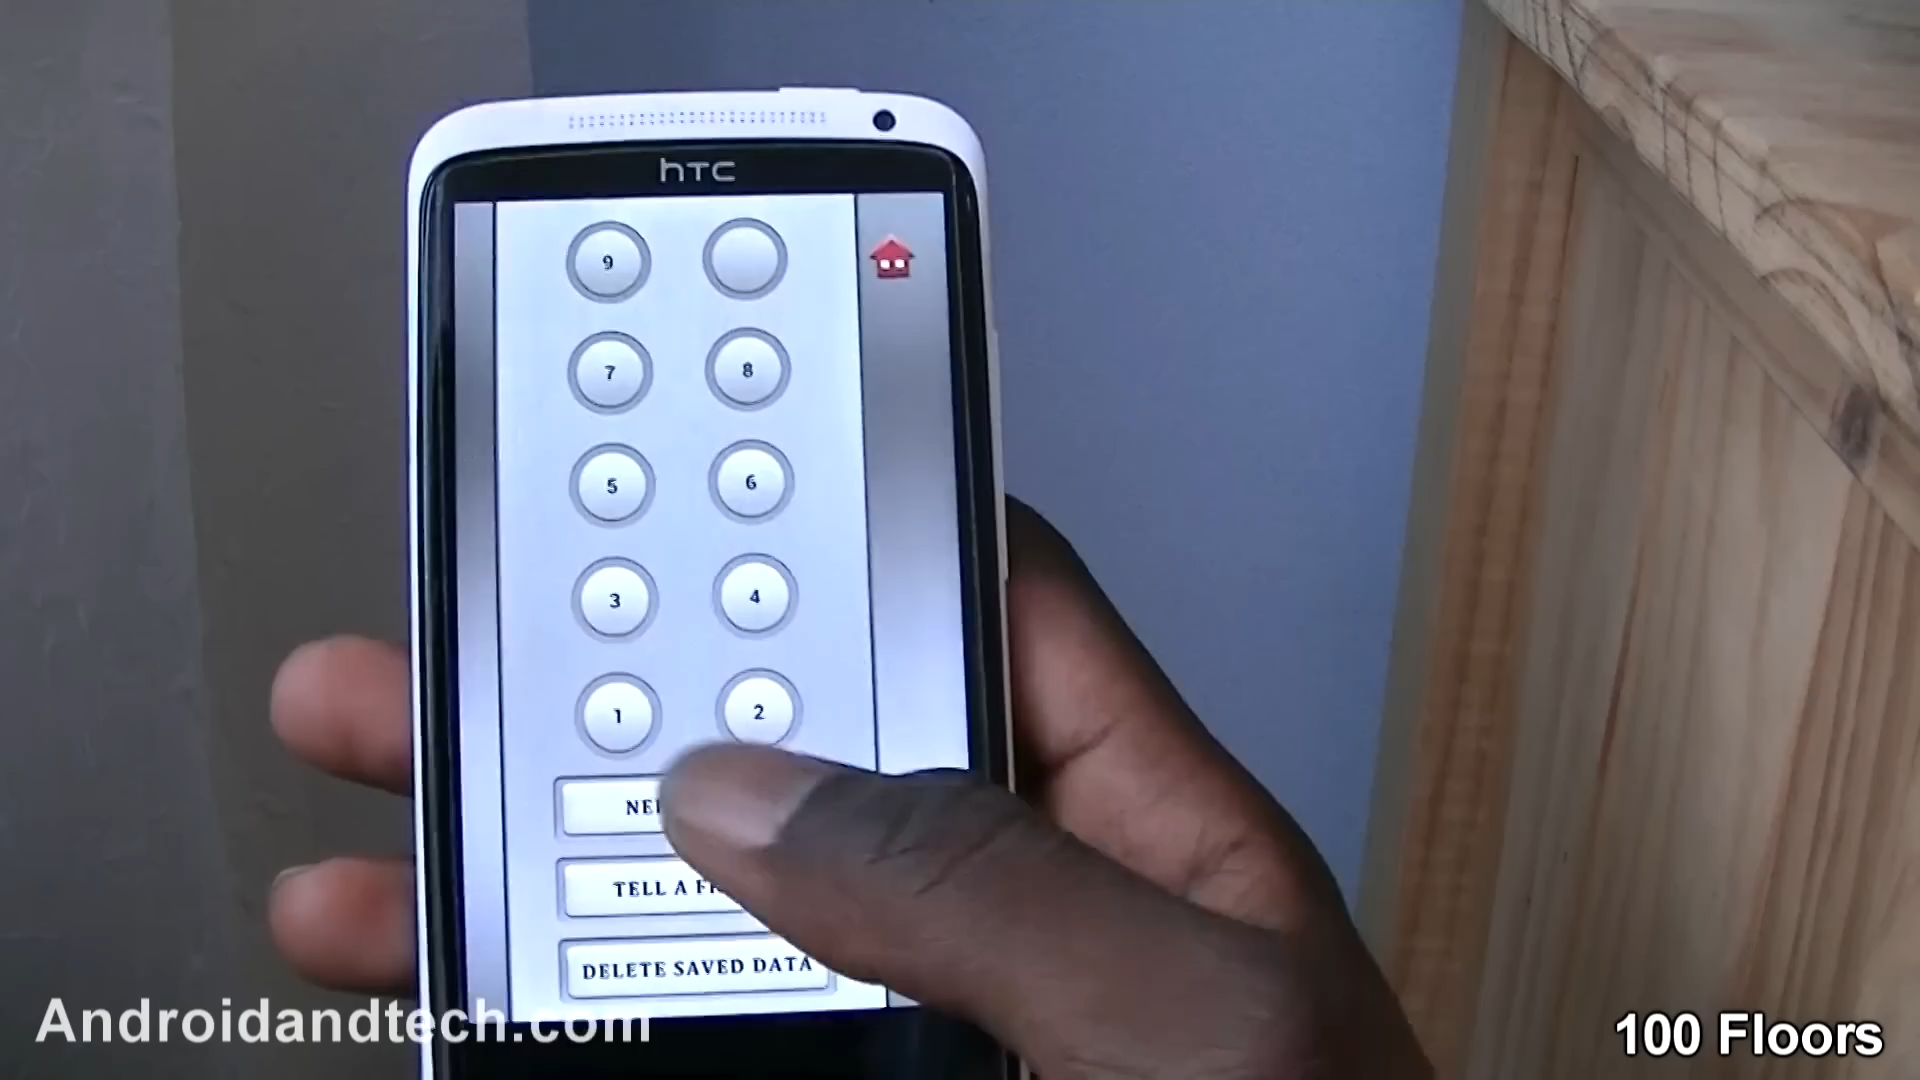 hTC
9
7 8
5 6
3 4
1 2
TELL A
DELETE SAVED DATA
Androidandtech.com
100 Floors